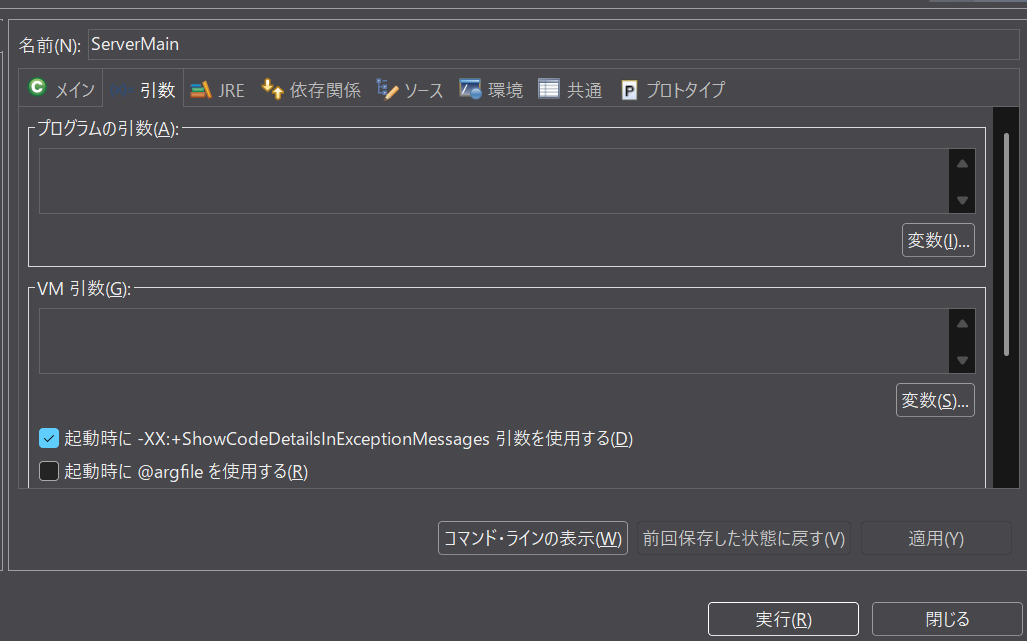 名前(N): ServerMain
メイン 引数 JRE 依存関係 ソース 環境 共通 プロトタイプ
プログラムの引数(A):
変数(I)...
VM 引数(G):
変数(S)...
起動時に -XX:+ShowCodeDetailsInExceptionMessages 引数を使用する(D)
起動時に @argfile を使用する(R)
コマンド・ラインの表示(W) 前回保存した状態に戻す(V) 適用(Y)
実行(R) 閉じる